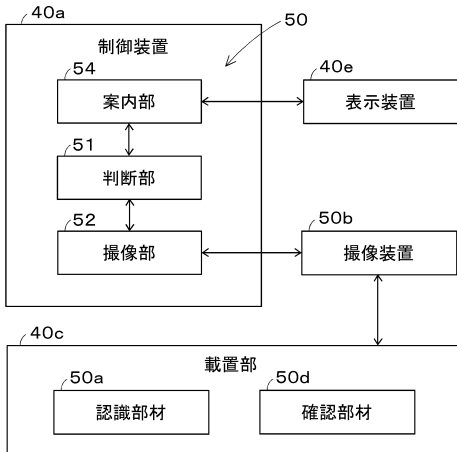 40a
制御装置
50
54
案内部
40e
表示装置
51
判断部
52
撮像部
50b
撮像装置
40c
載置部
50a
認識部材
50d
確認部材